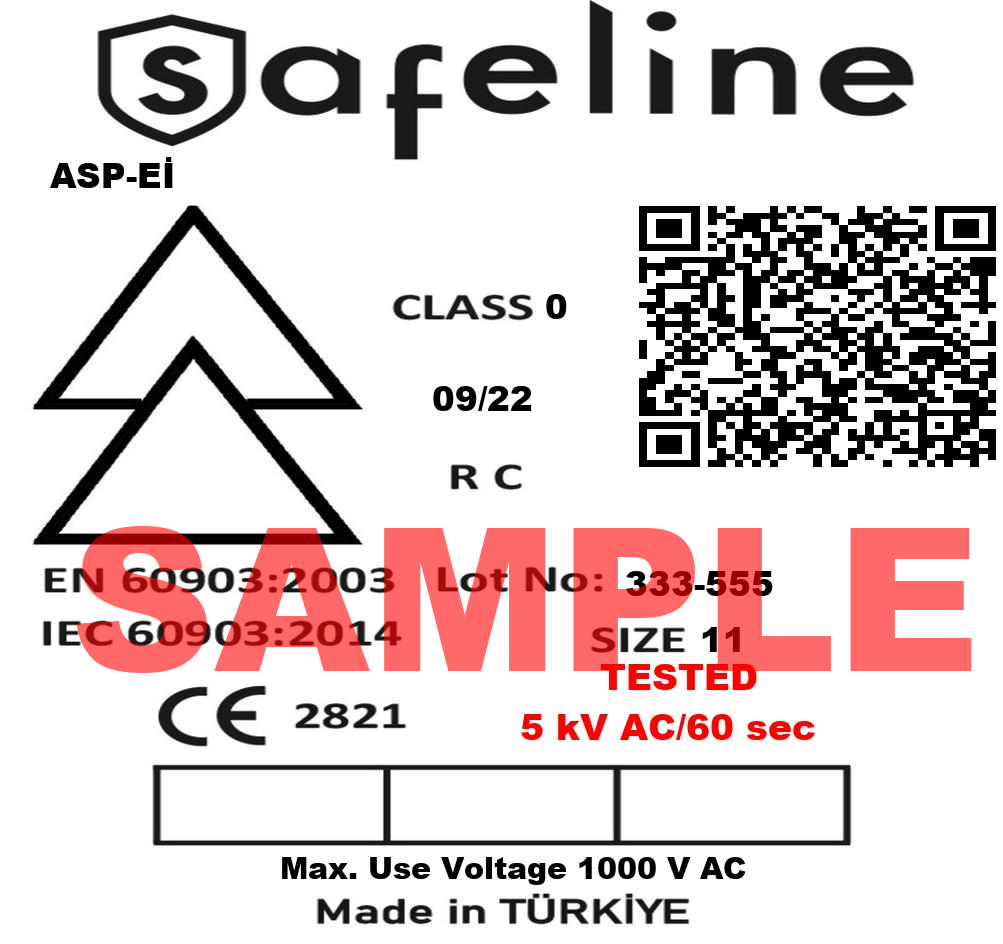 Safeline
ASP-Eİ
CLASS 0
09/22
R C
SAMPLE
EN 60903:2003 Lot No: 333-555
IEC 60903:2014 SIZE 11
TESTED
CE 2821 5 kV AC/60 sec
Max. Use Voltage 1000 V AC
Made in TÜRKİYE